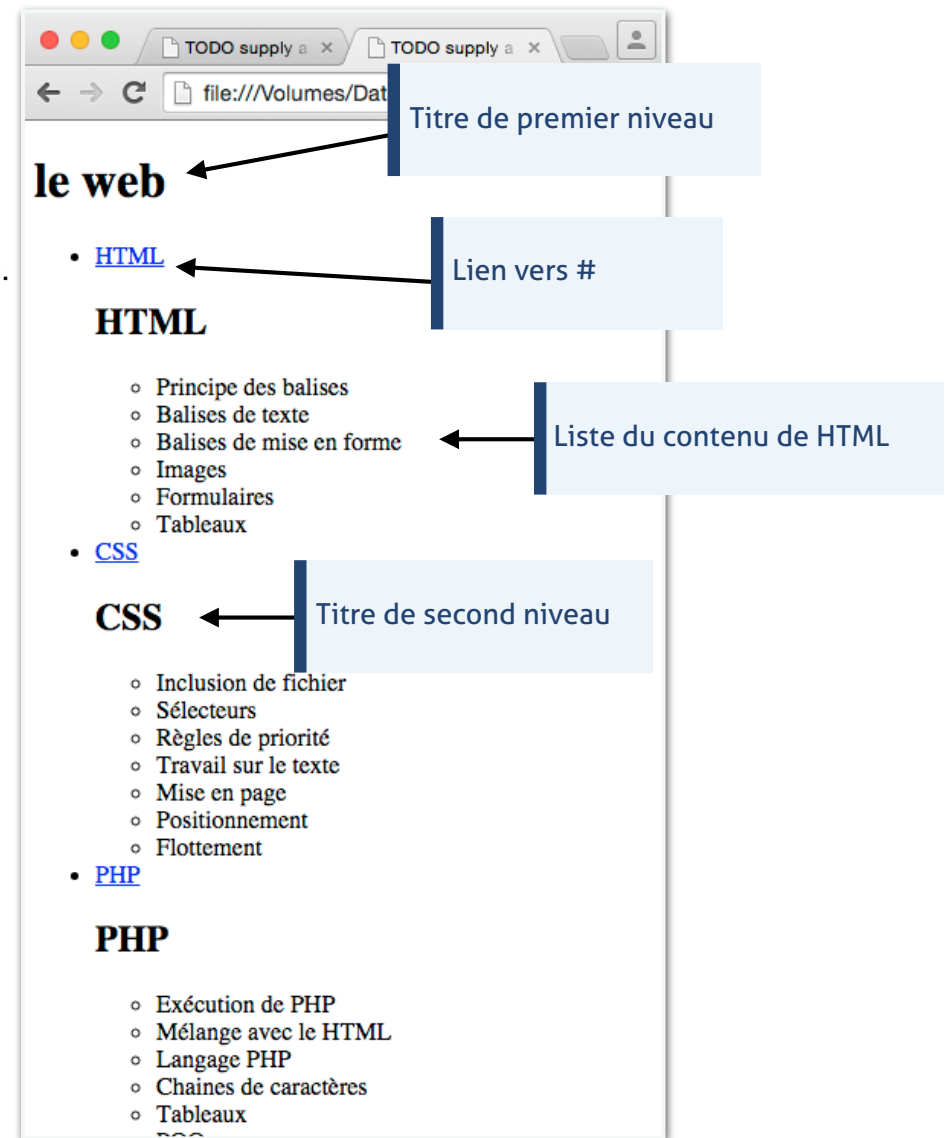 TODO supply a
TODO supply a
file:///Volumes/Dat
Titre de premier niveau
le web
HTML
.
Lien vers #
HTML
Principe des balises
Balises de texte
Balises de mise en forme
Liste du contenu de HTML
Images
Formulaires
Tableaux
CSS
CSS
Titre de second niveau
Inclusion de fichier
Sélecteurs
Règles de priorité
Travail sur le texte
Mise en page
Positionnement
Flottement
PHP
PHP
Exécution de PHP
Mélange avec le HTML
Langage PHP
Chaines de caractères
Tableaux